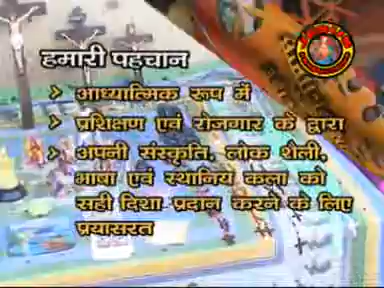 हमारी पहचान
> आध्यात्मिक रूप में
> प्रशिक्षण एवं रोजगार के द्वारा
> अपनी संस्कृति, लोक शैली,
भाषा एवं स्थानिय कला को
सही दिशा प्रदान करने के लिए
प्रयासरत